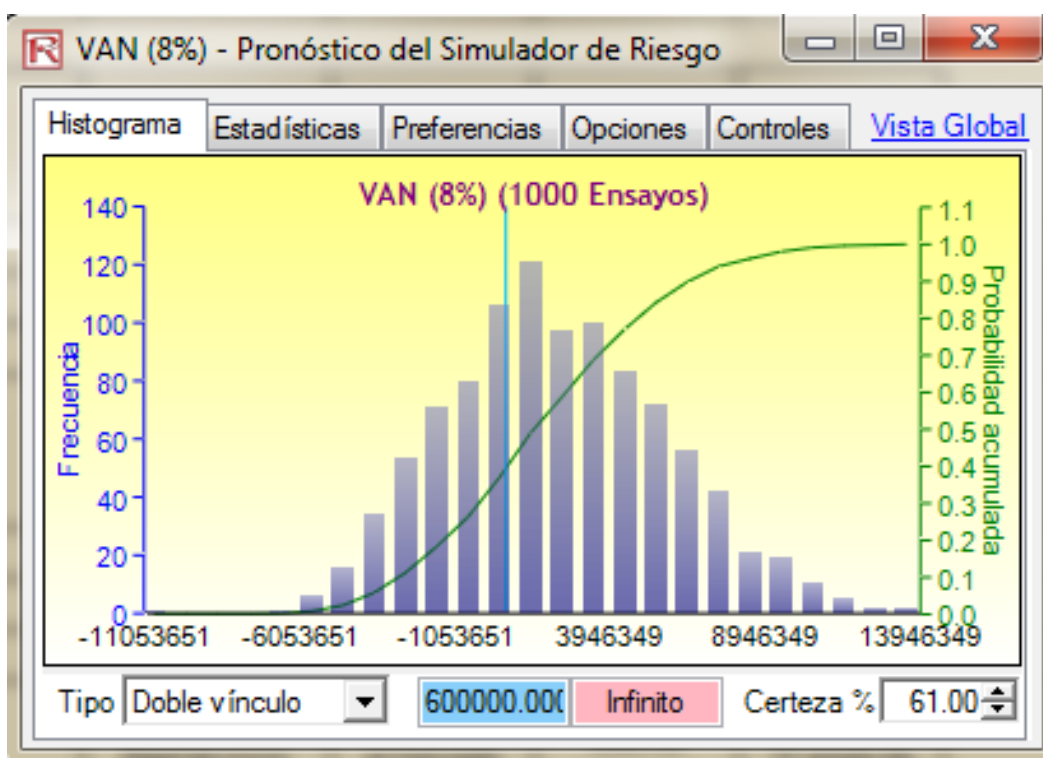 VAN (8%) - Pronóstico del Simulador de Riesgo
Histograma Estadísticas Preferencias Opciones Controles Vista Global
VAN (8%) (1000 Ensayos)
140
120
100
80
60
40
20
0
Frecuencia
1.1
1.0
0.9
0.8
0.7
0.6
0.5
0.4
0.3
0.2
0.1
0.0
Probabilidad acumulada
-11053651 -6053651 -1053651 3946349 8946349 13946349
Tipo Doble vínculo 600000.00( Infinito Certeza % 61.00